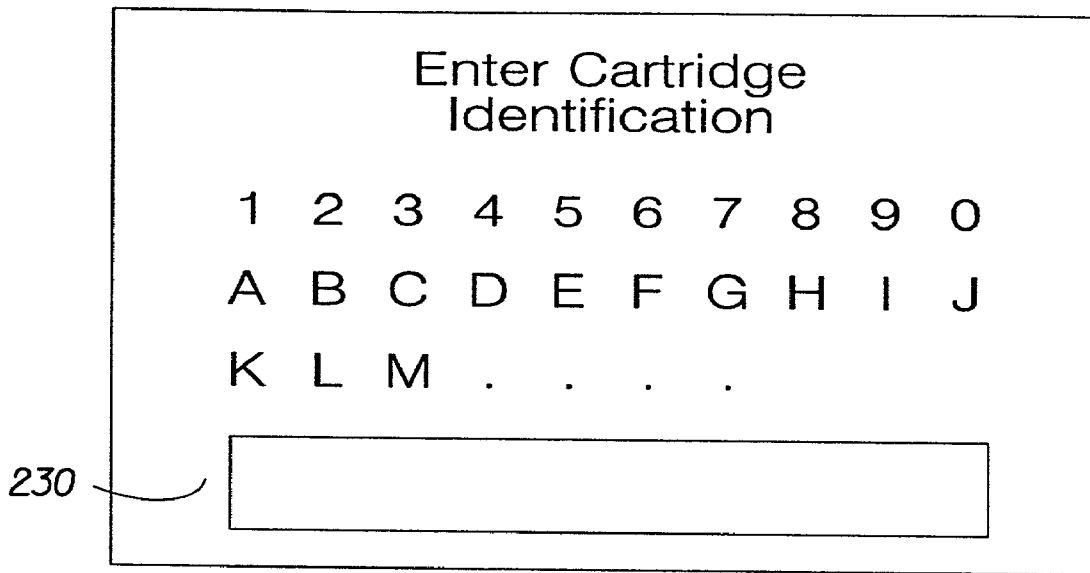 Enter Cartridge
Identification
1 2 3 4 5 6 7 8 9 0
A B C D E F G H I J
K L M . . . .
230